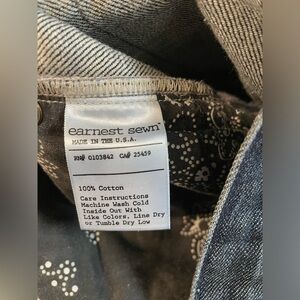 earnest sewn
MADE IN THE U.S.A.
RN# 0103842 CA# 25459
100% Cotton
Care Instructions
Machine Wash Cold
Inside Out With
Like Colors, Line Dry
or Tumble Dry Low